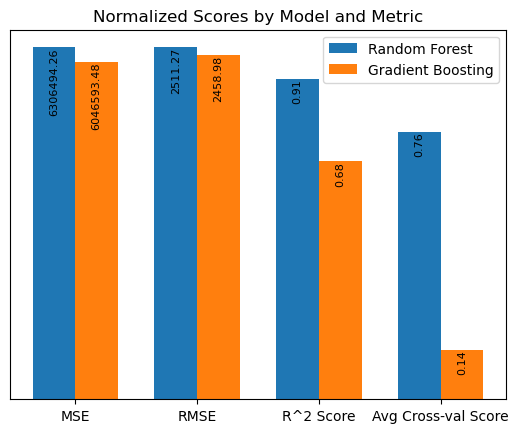 Normalized Scores by Model and Metric
Random Forest
Gradient Boosting
6306494.26
6046593.48
2511.27
2458.98
0.91
0.68
0.76
0.14
MSE
RMSE
R^2 Score
Avg Cross-val Score